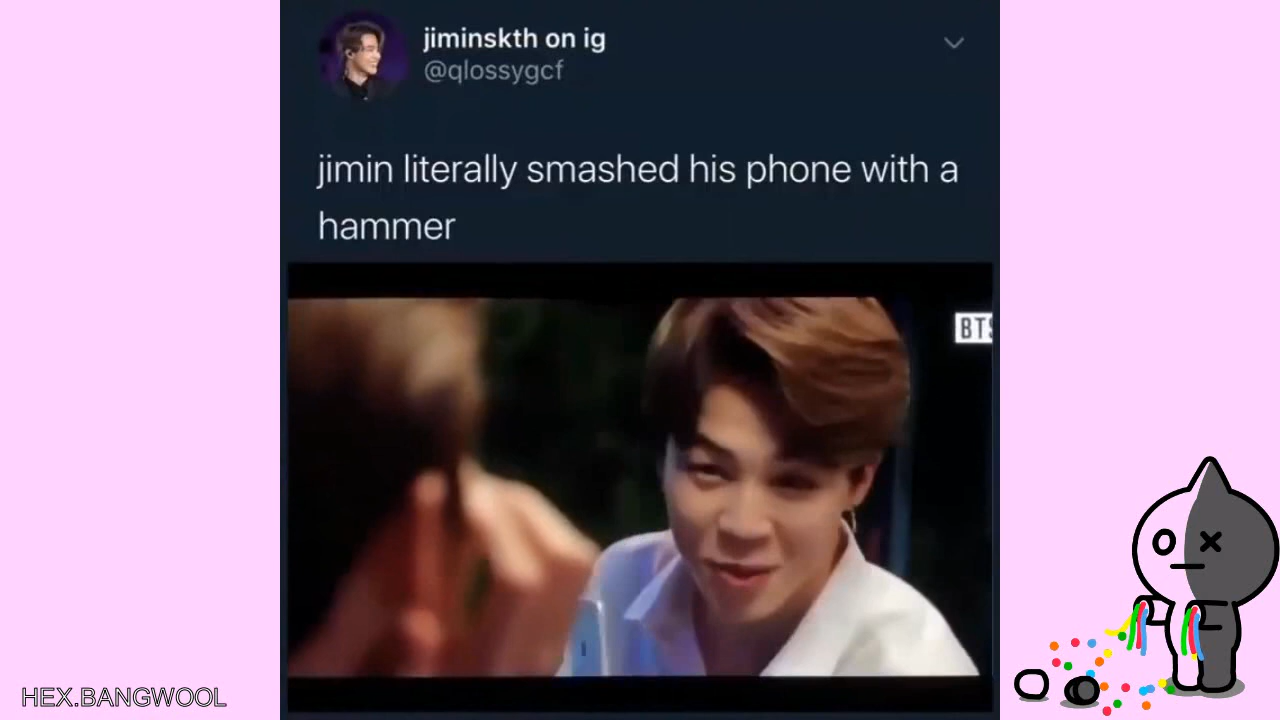 jiminskth on ig
@qlossygcf
jimin literally smashed his phone with a
hammer
BTS
HEX.BANGWOOL